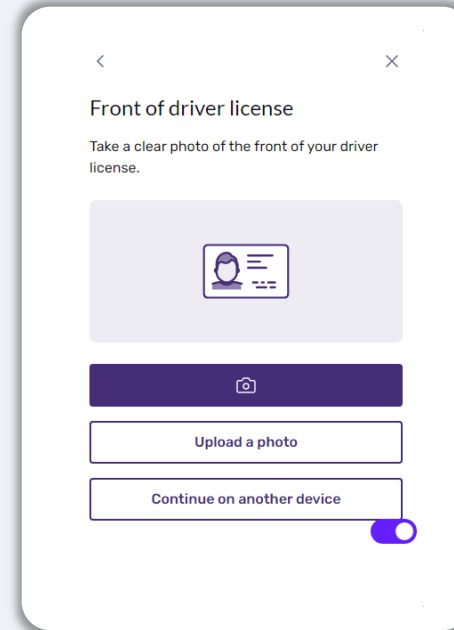 Front of driver license
Take a clear photo of the front of your driver
license.
Upload a photo
Continue on another device